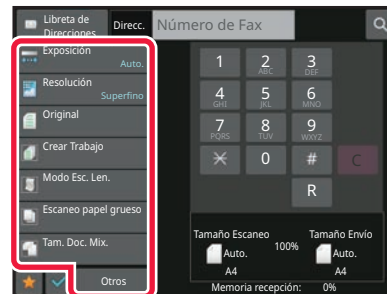 Libreta de
Direcciones
Direcc.
Número de Fax
Exposición
Auto.
Resolución
Superfino
Original
Crear Trabajo
Modo Esc. Len.
Escaneo papel grueso
Tam. Doc. Mix.
Otros
1
2
ABC
3
DEF
4
GHI
5
JKL
6
MNO
7
PQRS
8
TUV
9
WXYZ
0
#
C
R
Tamaño Escaneo
Tamaño Envío
Auto.
100%
Auto.
A4
A4
Memoria recepción: 0%